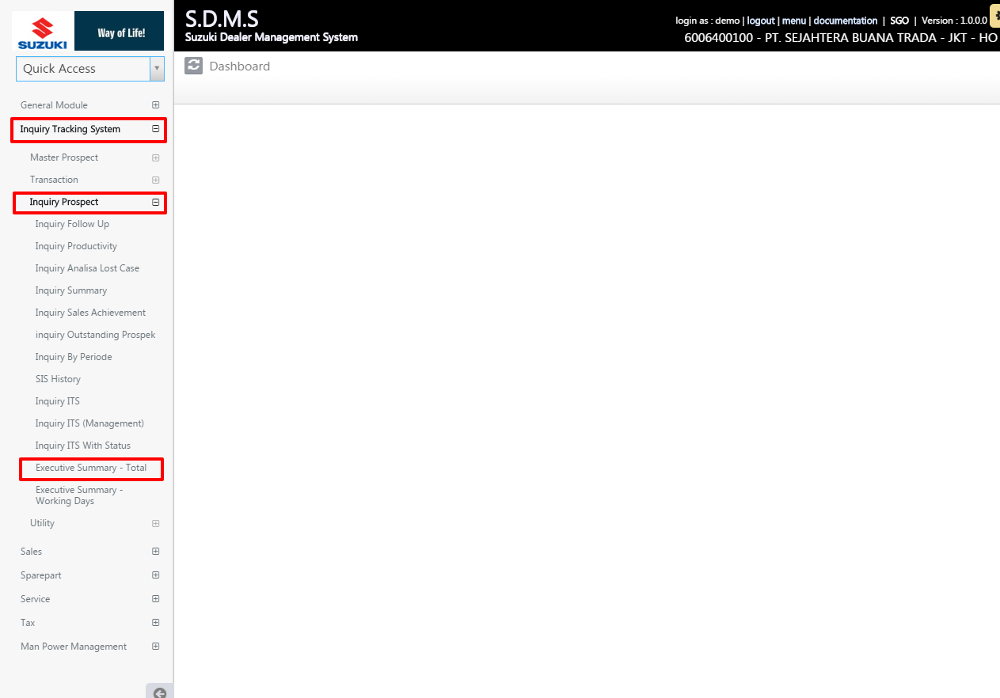 SUZUKI
Way of Life!
S.D.M.S
Suzuki Dealer Management System
login as : demo | logout | menu | documentation | SGO | Version : 1.0.0.0
6006400100 - PT. SEJAHTERA BUANA TRADA - JKT - HO
Quick Access
Dashboard
General Module
Inquiry Tracking System
Master Prospect
Transaction
Inquiry Prospect
Inquiry Follow Up
Inquiry Productivity
Inquiry Analisa Lost Case
Inquiry Summary
Inquiry Sales Achievement
inquiry Outstanding Prospek
Inquiry By Periode
SIS History
Inquiry ITS
Inquiry ITS (Management)
Inquiry ITS With Status
Executive Summary - Total
Executive Summary -
Working Days
Utility
Sales
Sparepart
Service
Tax
Man Power Management